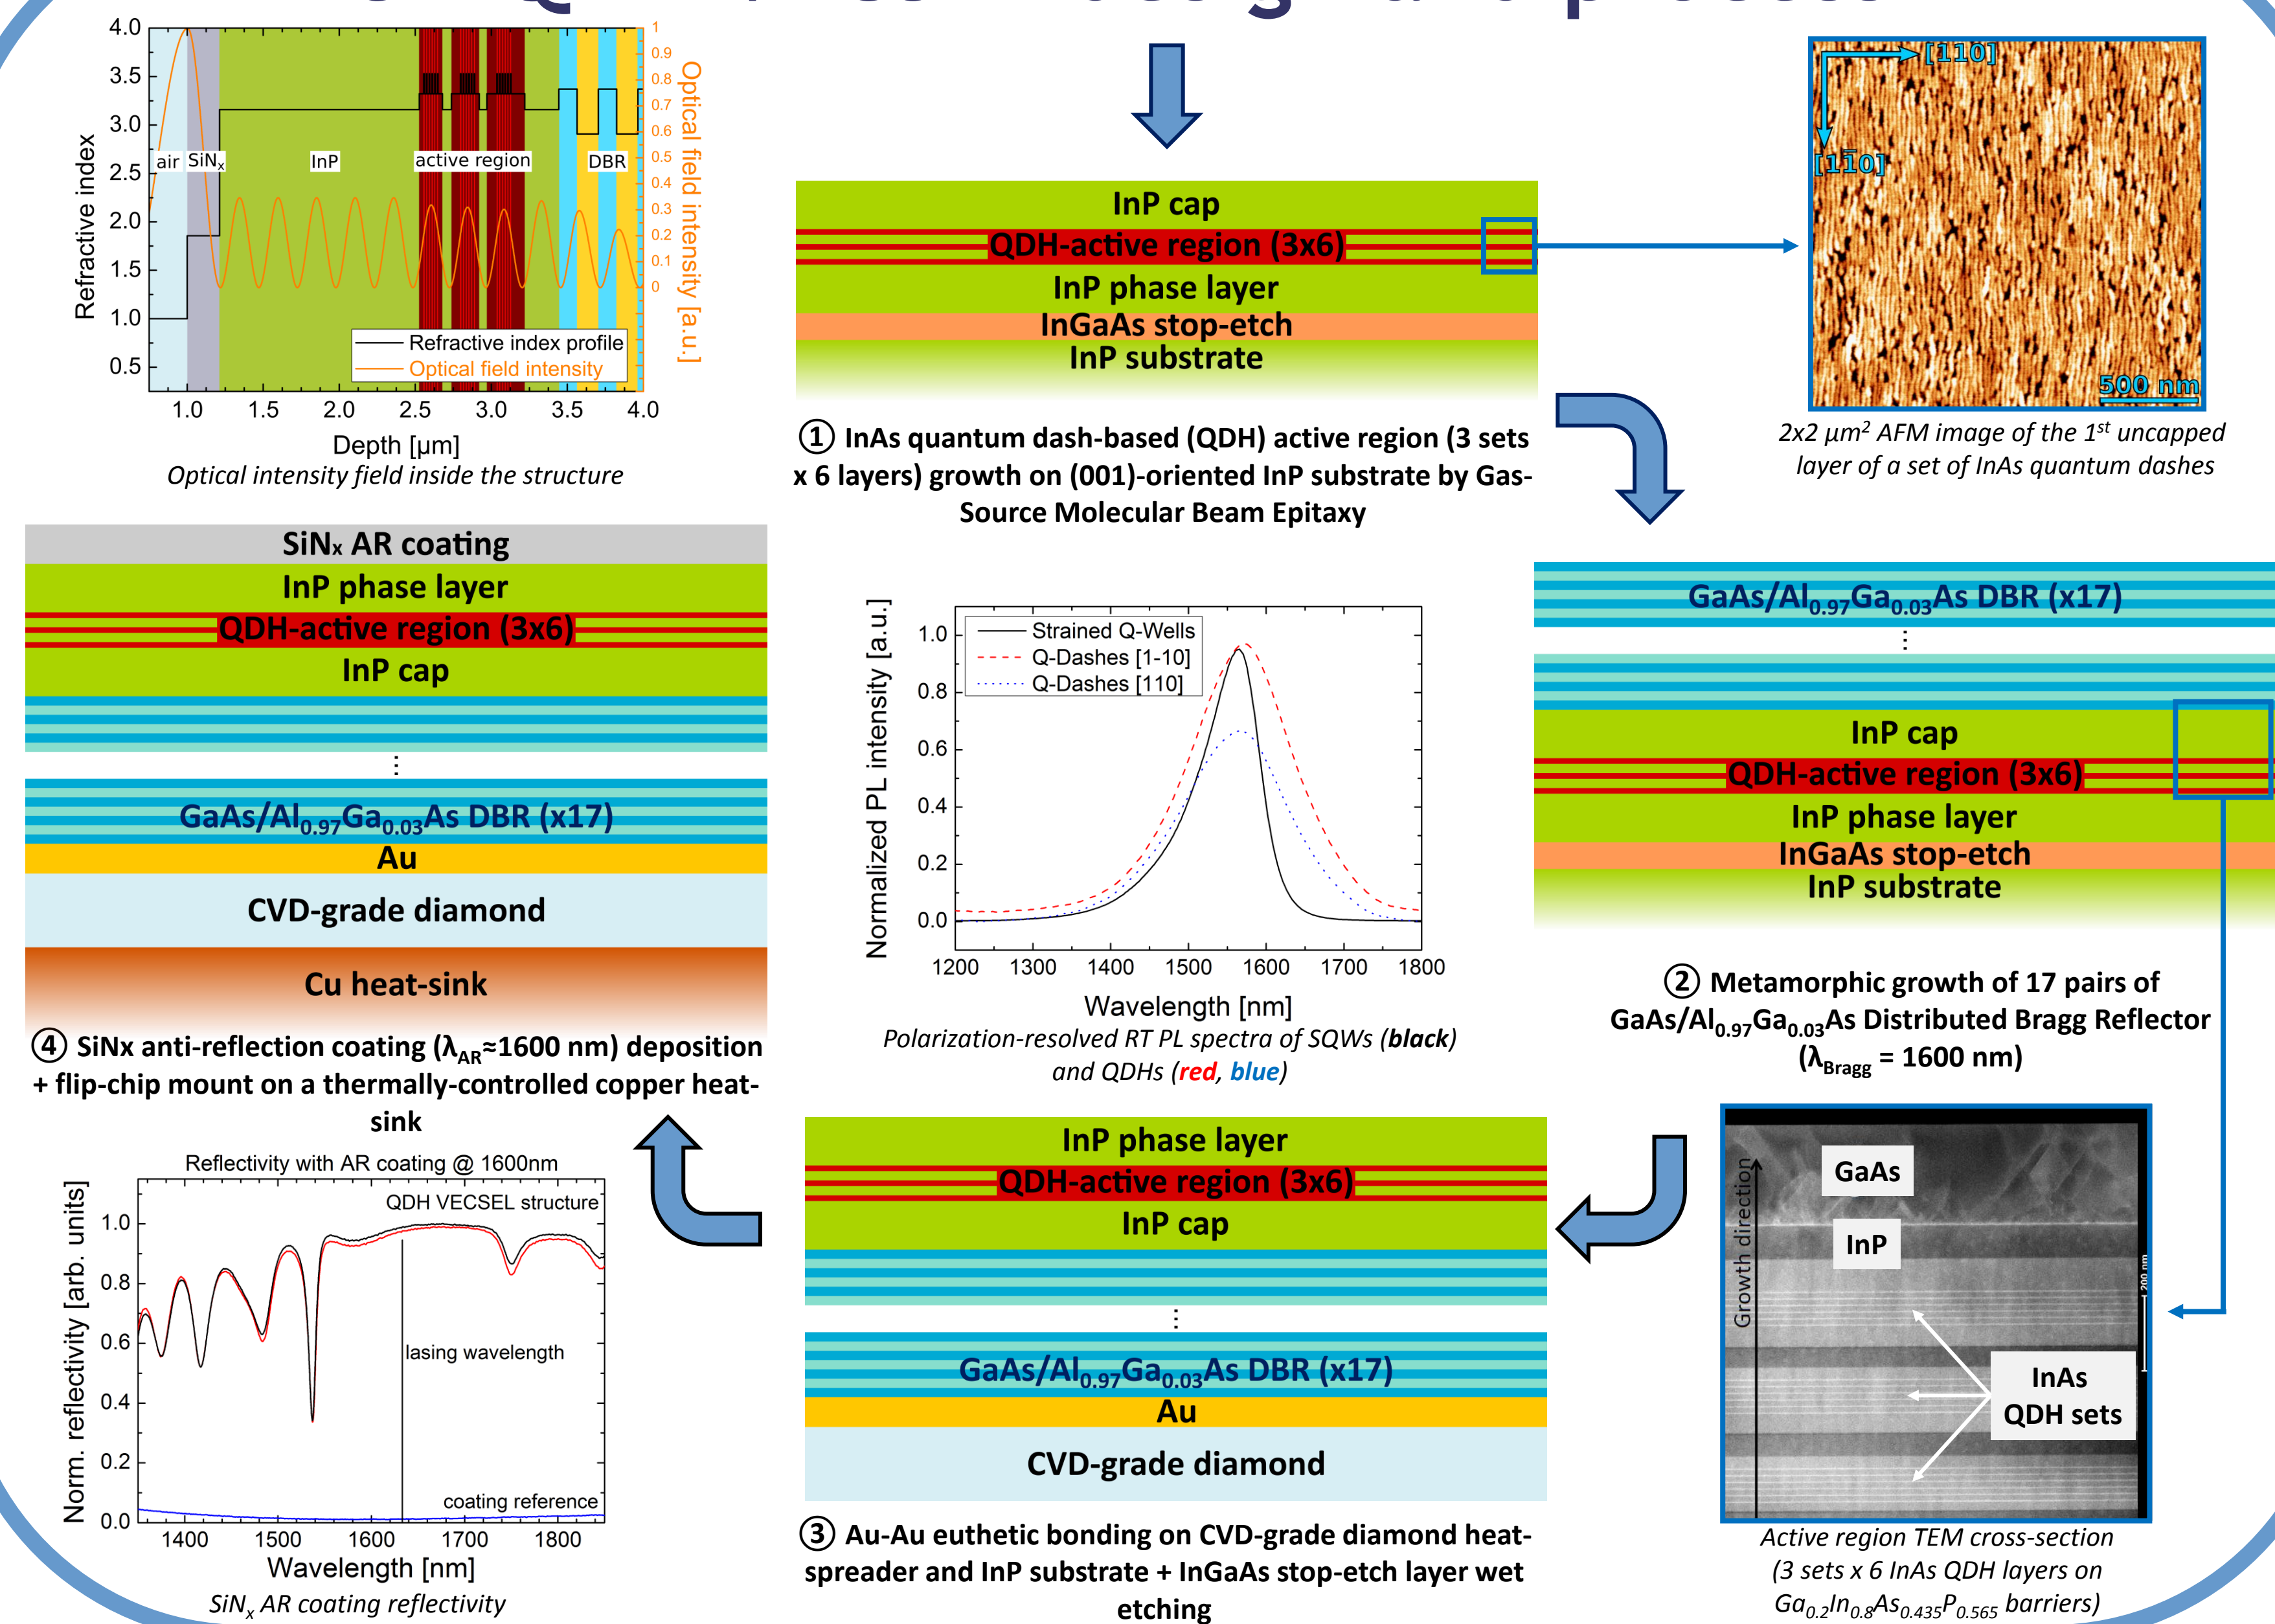 4.0
3.5
3.0
2.5
2.0
1.5
1.0
0.5
Refractive index
air
SiNx
InP
active region
DBR
1
0.9
0.8
0.7
0.6
0.5
0.4
0.3
0.2
0.1
0
Optical field intensity [a.u.]
Refractive index profile
Optical field intensity
1.0 1.5 2.0 2.5 3.0 3.5 4.0
Depth [µm]
Optical intensity field inside the structure
InP cap
QDH-active region (3x6)
InP phase layer
InGaAs stop-etch
InP substrate
① InAs quantum dash-based (QDH) active region (3 sets
x 6 layers) growth on (001)-oriented InP substrate by Gas-
Source Molecular Beam Epitaxy
[110]
[11̅0]
500 nm
2x2 µm² AFM image of the 1st uncapped
layer of a set of InAs quantum dashes
SiNx AR coating
InP phase layer
QDH-active region (3x6)
InP cap
⋮
GaAs/Al0.97Ga0.03As DBR (x17)
Au
CVD-grade diamond
Cu heat-sink
④ SiNx anti-reflection coating (λAR≈1600 nm) deposition
+ flip-chip mount on a thermally-controlled copper heat-
sink
Normalized PL intensity [a.u.]
1.0
0.8
0.6
0.4
0.2
0.0
Strained Q-Wells
Q-Dashes [1-10]
Q-Dashes [110]
1200 1300 1400 1500 1600 1700 1800
Wavelength [nm]
Polarization-resolved RT PL spectra of SQWs (black)
and QDHs (red, blue)
GaAs/Al0.97Ga0.03As DBR (x17)
⋮
InP cap
QDH-active region (3x6)
InP phase layer
InGaAs stop-etch
InP substrate
② Metamorphic growth of 17 pairs of
GaAs/Al0.97Ga0.03As Distributed Bragg Reflector
(λBragg = 1600 nm)
Reflectivity with AR coating @ 1600nm
QDH VECSEL structure
Norm. reflectivity [arb. units]
1.0
0.8
0.6
0.4
0.2
0.0
lasing wavelength
coating reference
1400 1500 1600 1700 1800
Wavelength [nm]
SiNx AR coating reflectivity
InP phase layer
QDH-active region (3x6)
InP cap
⋮
GaAs/Al0.97Ga0.03As DBR (x17)
Au
CVD-grade diamond
③ Au-Au euthetic bonding on CVD-grade diamond heat-
spreader and InP substrate + InGaAs stop-etch layer wet
etching
Growth direction
GaAs
InP
InAs
QDH sets
200 nm
Active region TEM cross-section
(3 sets x 6 InAs QDH layers on
Ga0.2In0.8As0.435P0.565 barriers)